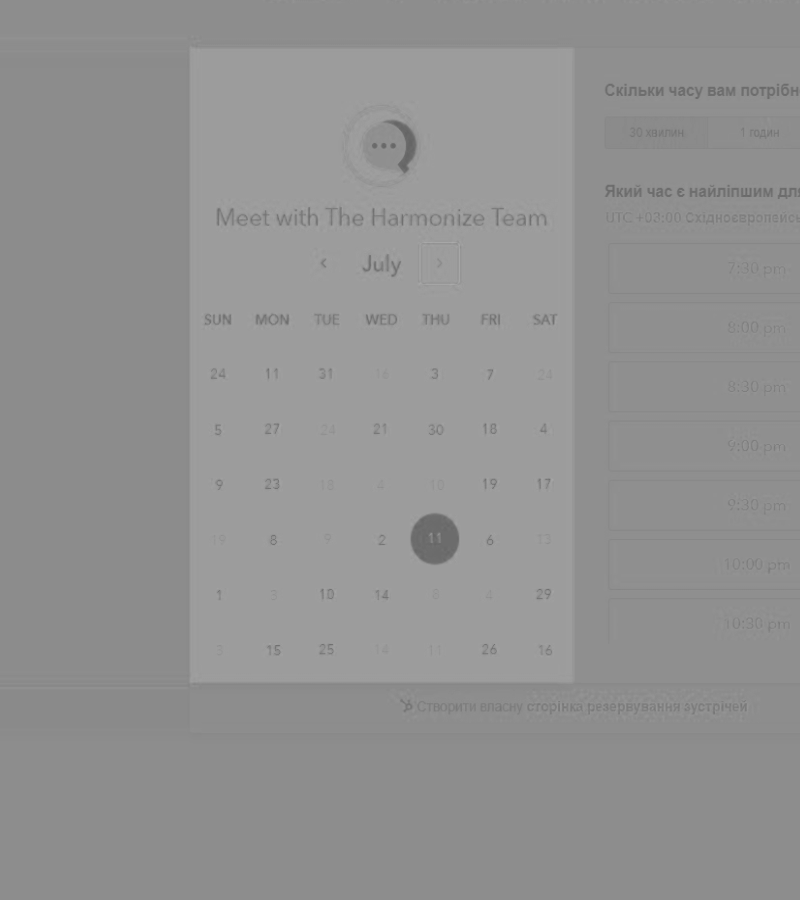 Meet with The Harmonize Team
July
SUN MON TUE WED THU FRI SAT
24 11 31 16 3 7 24
5 27 24 21 30 18 4
9 23 18 4 10 19 17
19 8 9 2 11 6 13
1 3 10 14 4 29
15 25 14 11 26 16
Скільки часу вам потрібн
30 хвилин 1 годин
Який час є найліпшим для
UTC +03:00 Східноєвропейсь
7:30 pm
8:00 pm
8:30 pm
9:00 pm
9:30 pm
10:00 pm
10:30 pm
Створити власну сторінка резервування зустрічей